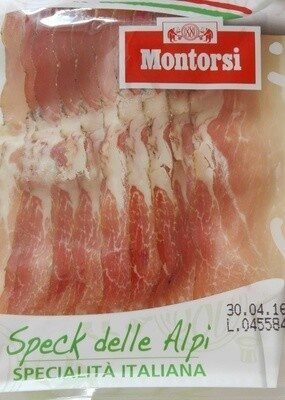 Montorsi
30.04.16
L.045584
Speck delle Alpi
SPECIALITÀ ITALIANA